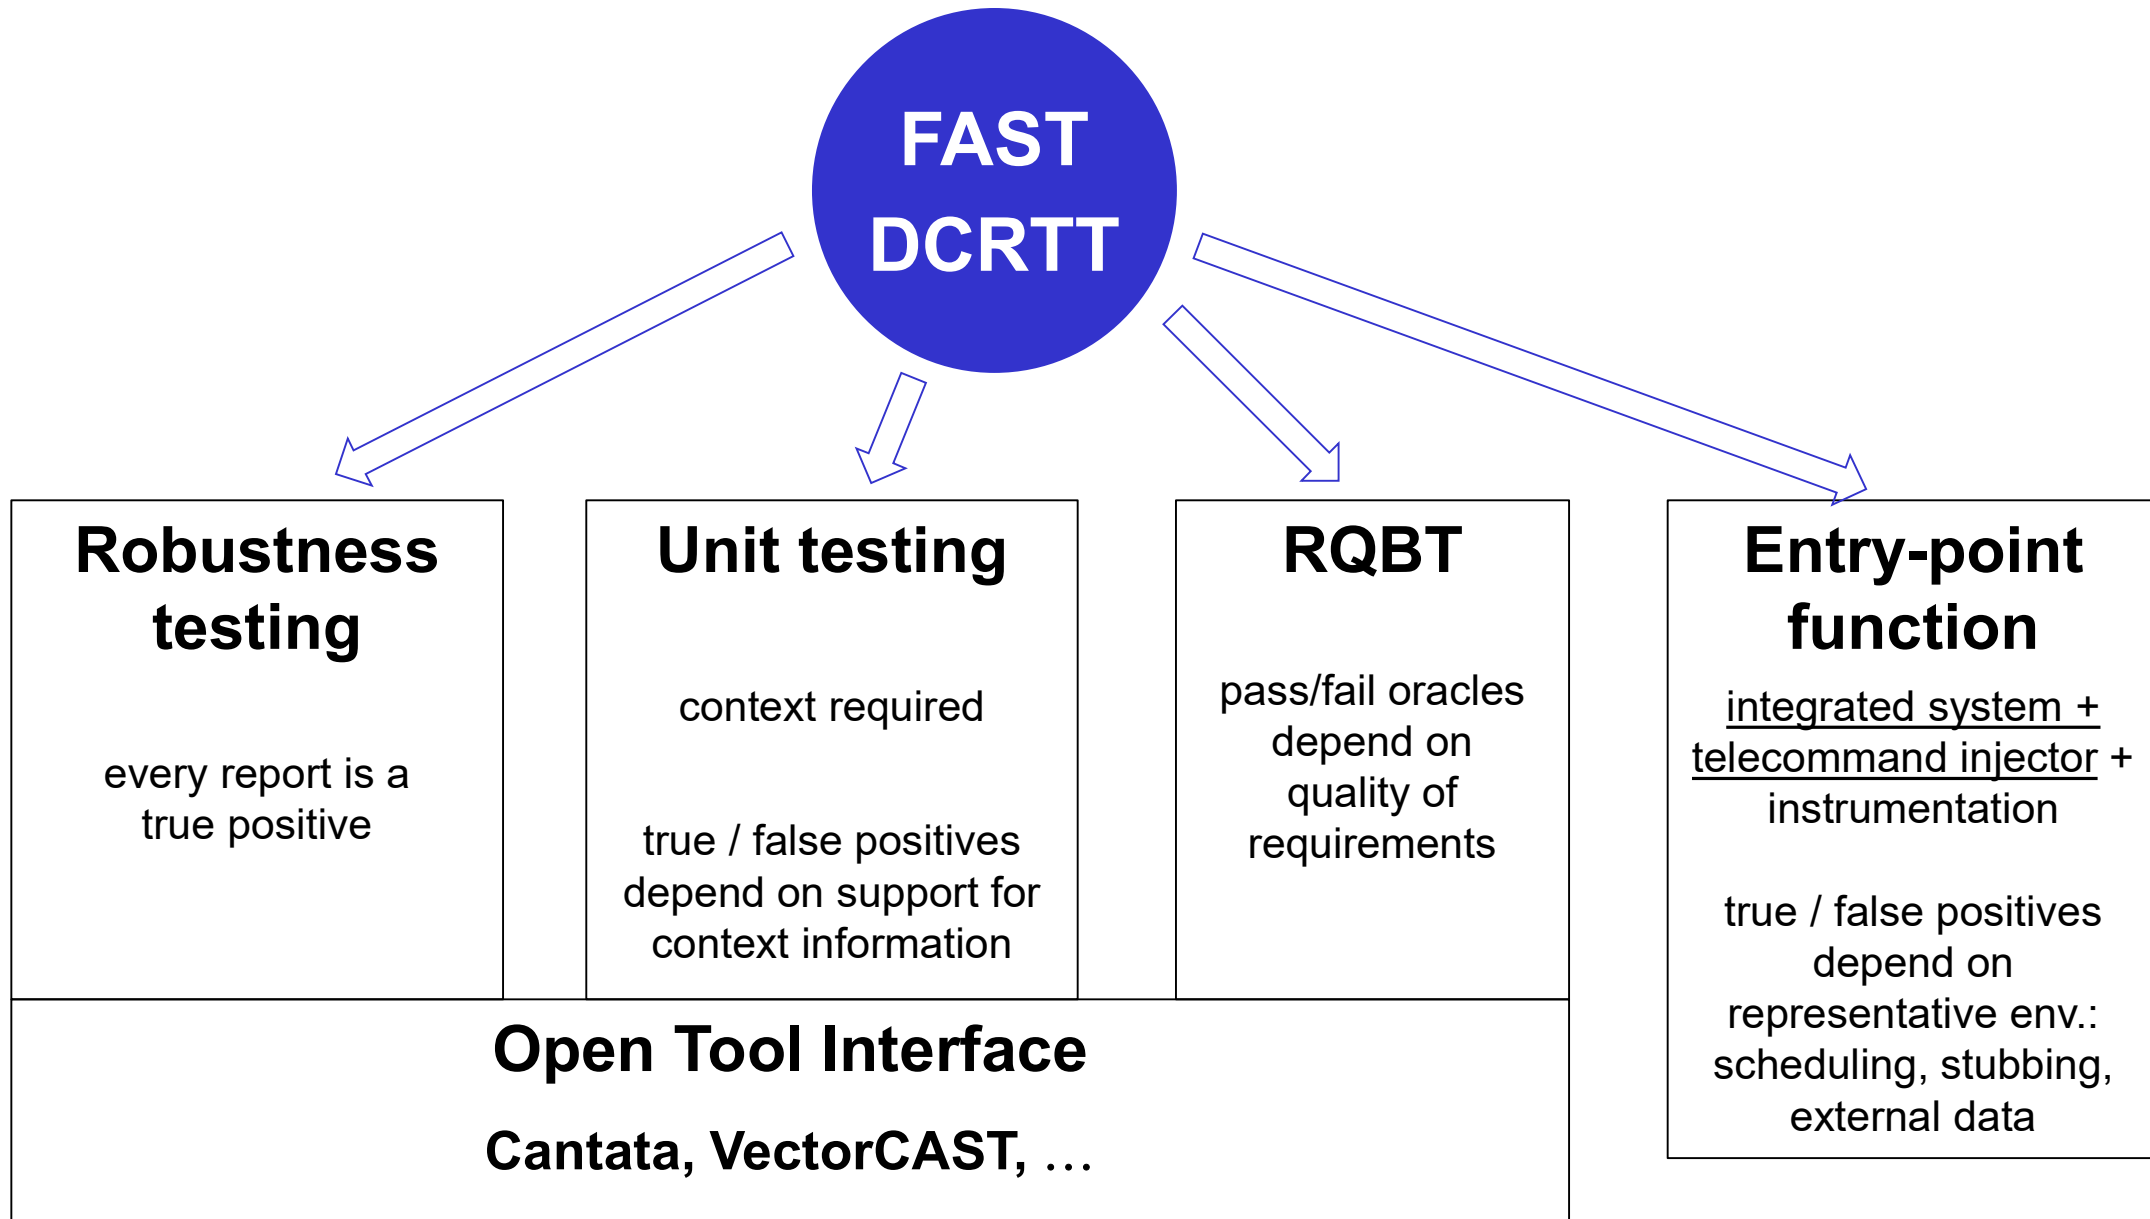 FAST
DCRTT
Robustness
testing
every report is a
true positive
Unit testing
context required
true / false positives
depend on support for
context information
RQBT
pass/fail oracles
depend on
quality of
requirements
Entry-point
function
integrated system +
telecommand injector +
instrumentation
true / false positives
depend on
representative env.:
scheduling, stubbing,
external data
Open Tool Interface
Cantata, VectorCAST, …